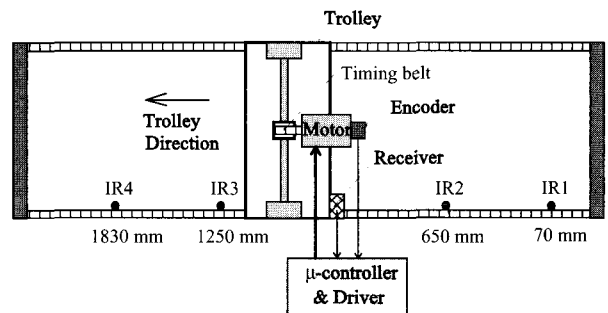 Trolley
Timing belt
Encoder
Motor
Trolley
Direction
Receiver
IR4
IR3
IR2
IR1
1830 mm
1250 mm
650 mm
70 mm
μ-controller
& Driver